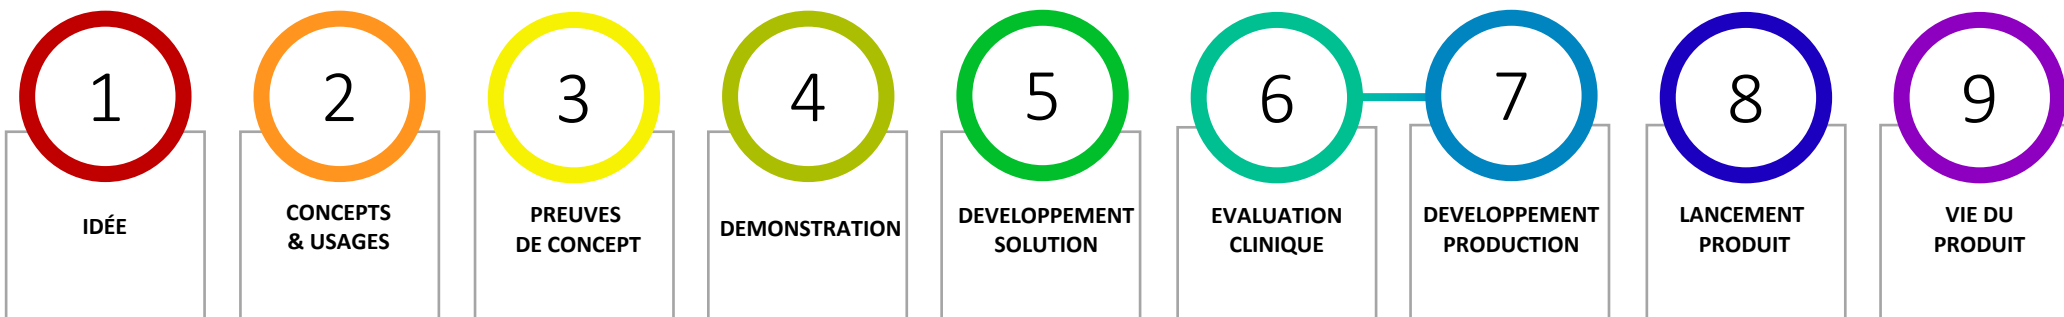 1
2
3
4
5
6
7
8
9
IDÉE
CONCEPTS
& USAGES
PREUVES
DE CONCEPT
DEMONSTRATION
DEVELOPPEMENT
SOLUTION
EVALUATION
CLINIQUE
DEVELOPPEMENT
PRODUCTION
LANCEMENT
PRODUIT
VIE DU
PRODUIT